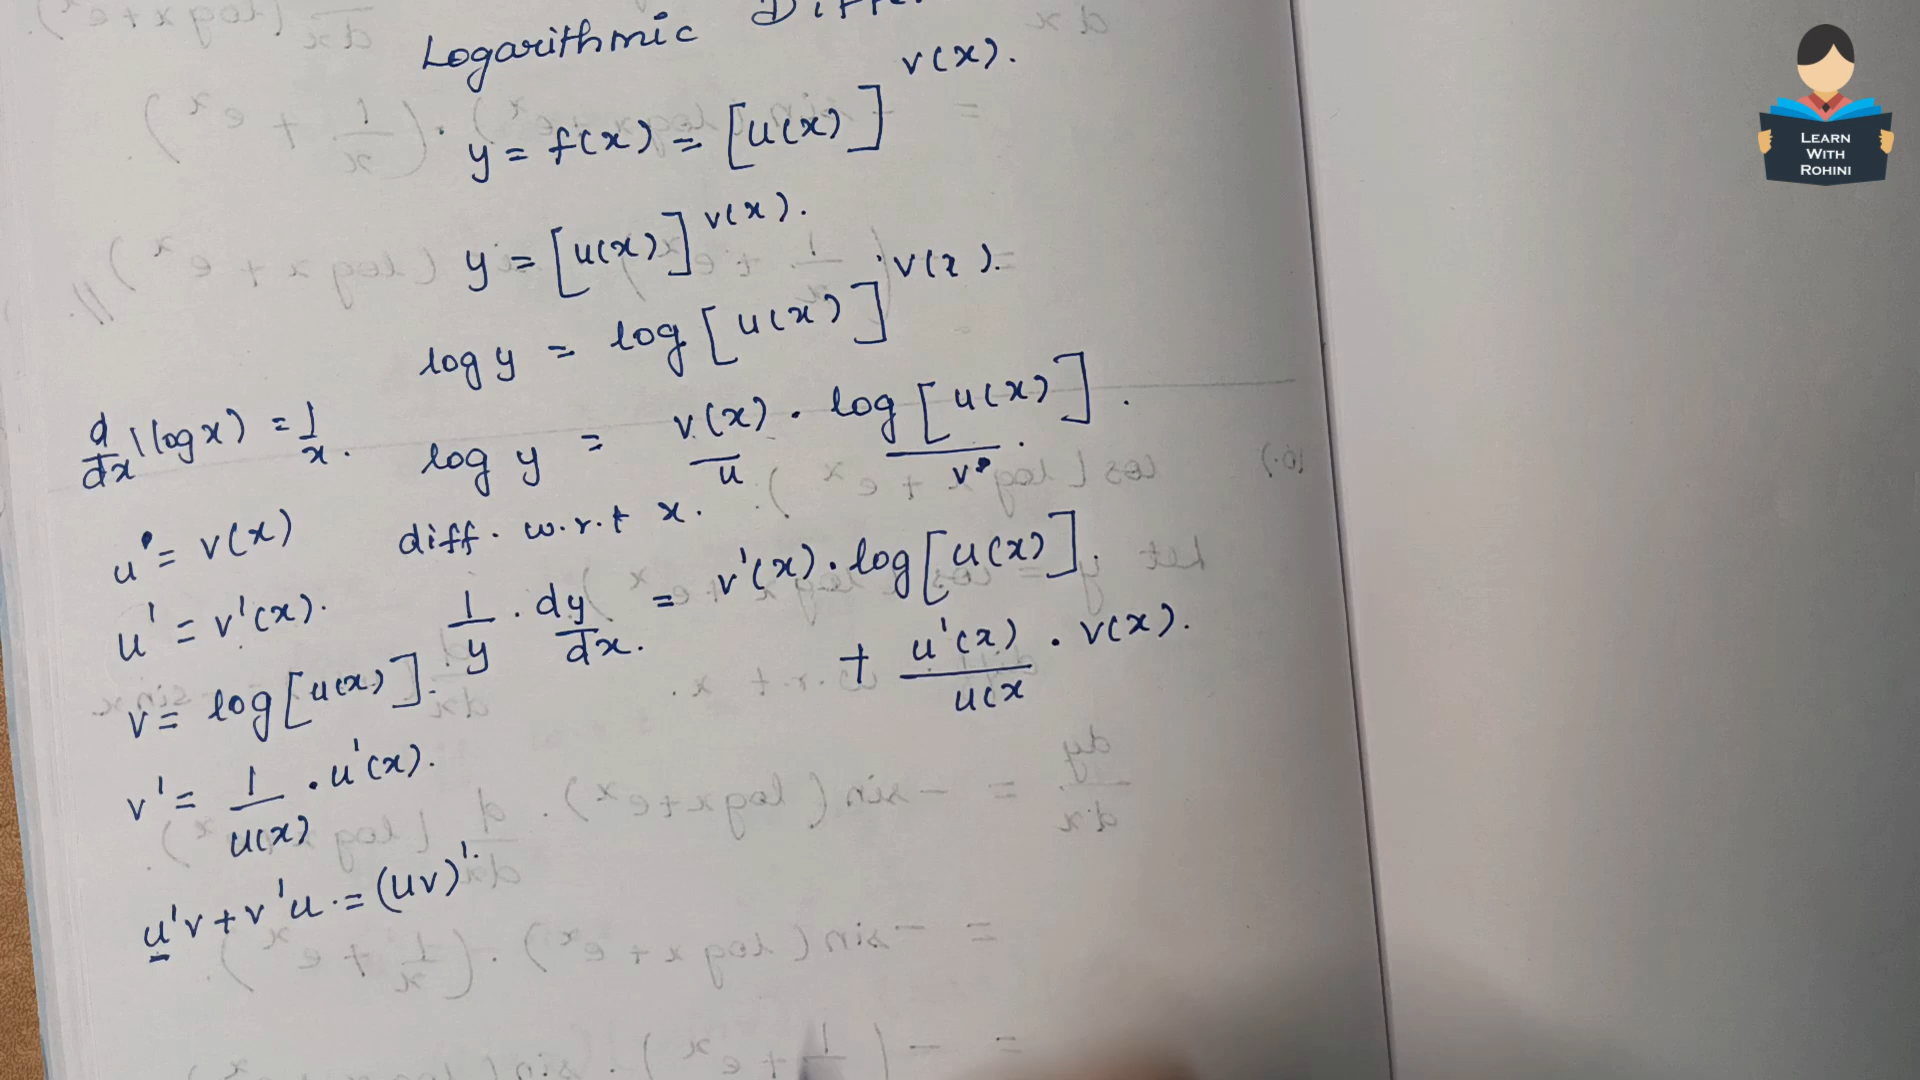 Logarithmic
y = f(x) = [u(x)]^v(x).
y = [u(x)]^v(x).
log y = log [u(x)]^v(x).
log y = v(x) . log [u(x)].
u v
diff. w.r.t x.
1/y . dy/dx. = v'(x) . log [u(x)].
+ u'(x)/u(x . v(x).
d/dx (log x) = 1/x.
u = v(x)
u' = v'(x).
v = log [u(x)].
v' = 1/u(x) . u'(x).
u'v + v'u . = (uv)'.
LEARN
WITH
ROHINI